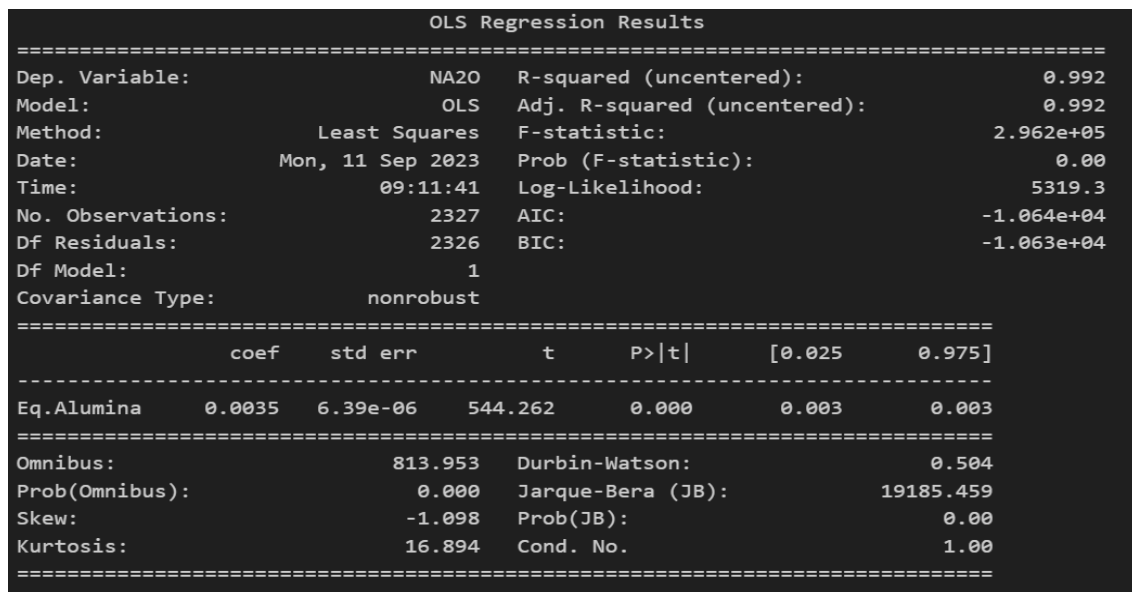 OLS Regression Results
==============================================================================
Dep. Variable: NA2O R-squared (uncentered): 0.992
Model: OLS Adj. R-squared (uncentered): 0.992
Method: Least Squares F-statistic: 2.962e+05
Date: Mon, 11 Sep 2023 Prob (F-statistic): 0.00
Time: 09:11:41 Log-Likelihood: 5319.3
No. Observations: 2327 AIC: -1.064e+04
Df Residuals: 2326 BIC: -1.063e+04
Df Model: 1
Covariance Type: nonrobust
==============================================================================
coef std err t P>|t| [0.025 0.975]
------------------------------------------------------------------------------
Eq.Alumina 0.0035 6.39e-06 544.262 0.000 0.003 0.003
==============================================================================
Omnibus: 813.953 Durbin-Watson: 0.504
Prob(Omnibus): 0.000 Jarque-Bera (JB): 19185.459
Skew: -1.098 Prob(JB): 0.00
Kurtosis: 16.894 Cond. No. 1.00
==============================================================================